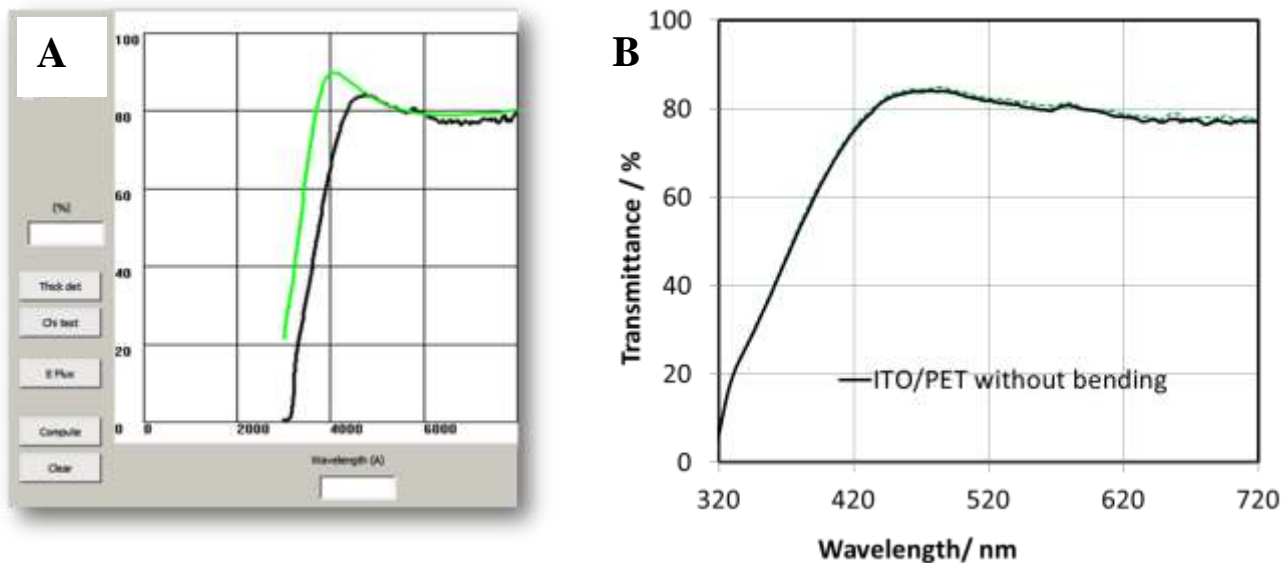 A
100
80
60
40
20
0
0 2000 4000 6000
Wavelength (A)
[%]
Thick det
Chi test
E Plus
Compute
Clear
B
100
80
60
40
20
0
Transmittance / %
ITO/PET without bending
320 420 520 620 720
Wavelength/ nm